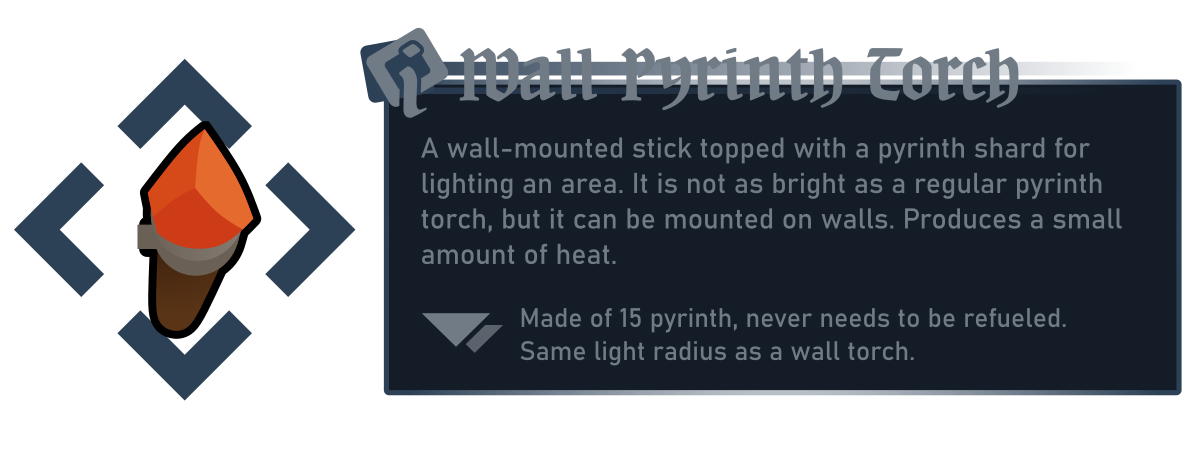 Wall Pyrinth Torch
A wall-mounted stick topped with a pyrinth shard for
lighting an area. It is not as bright as a regular pyrinth
torch, but it can be mounted on walls. Produces a small
amount of heat.
Made of 15 pyrinth, never needs to be refueled.
Same light radius as a wall torch.